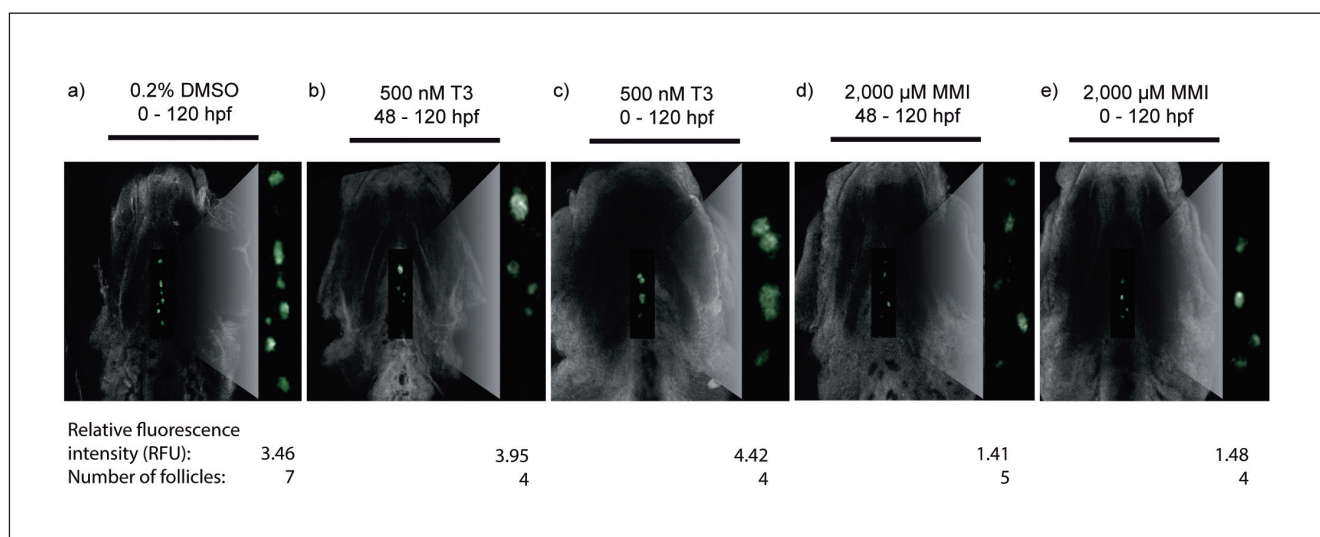 a) 0.2% DMSO
0 - 120 hpf
b) 500 nM T3
48 - 120 hpf
c) 500 nM T3
0 - 120 hpf
d) 2,000 µM MMI
48 - 120 hpf
e) 2,000 µM MMI
0 - 120 hpf
Relative fluorescence
intensity (RFU): 3.46 3.95 4.42 1.41 1.48
Number of follicles: 7 4 4 5 4